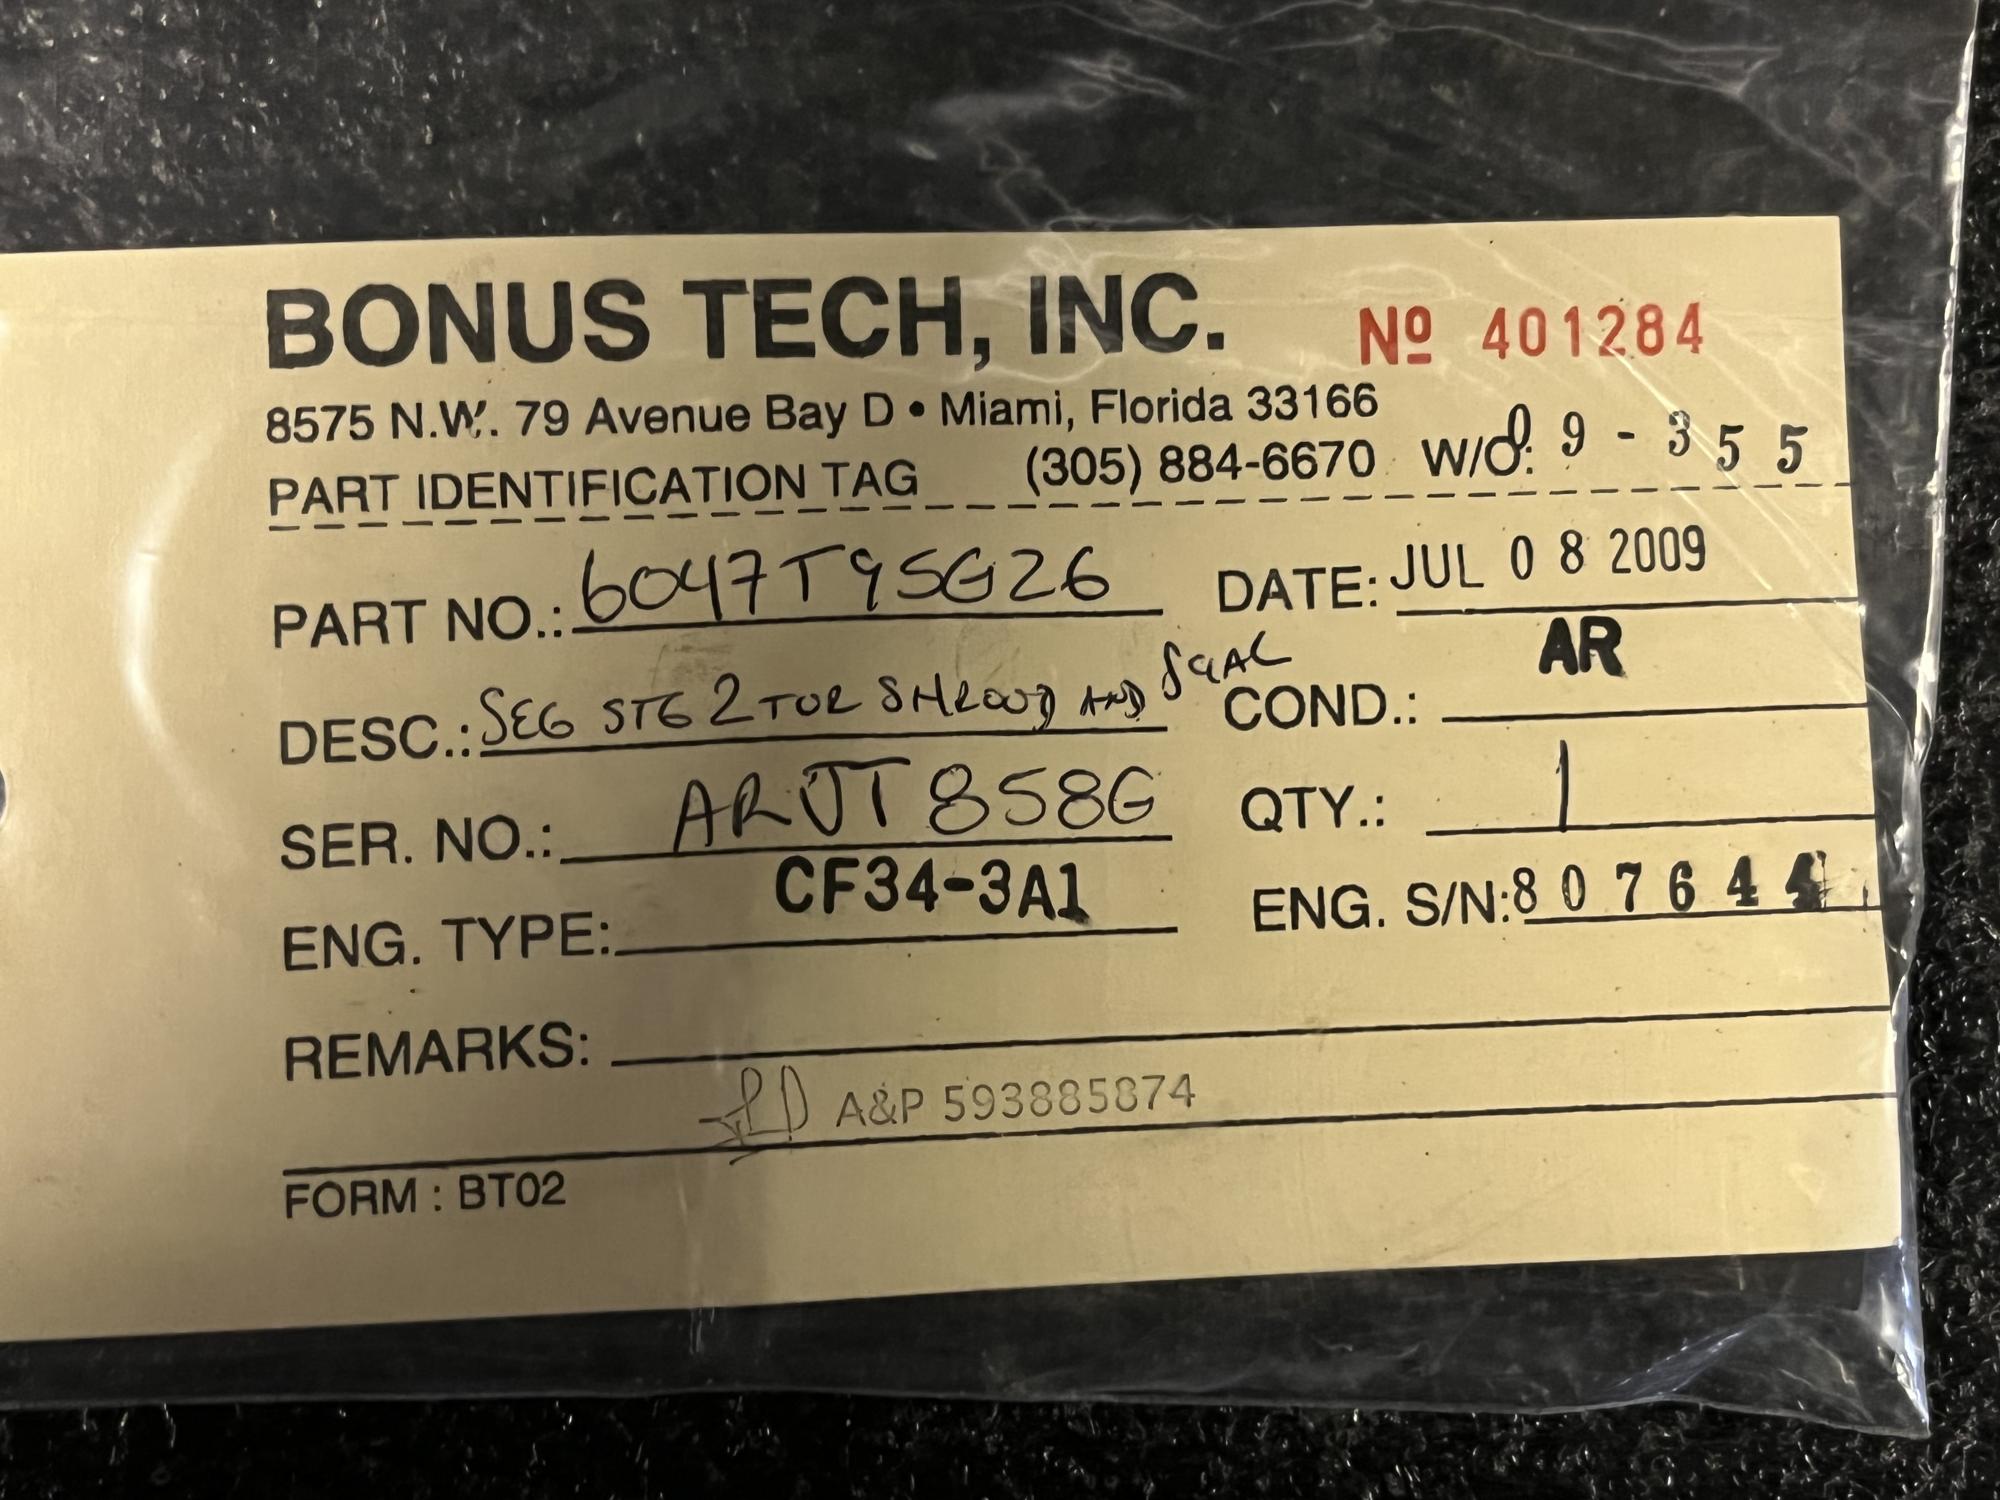 BONUS TECH, INC. Nº 401284
8575 N.W. 79 Avenue Bay D • Miami, Florida 33166
PART IDENTIFICATION TAG (305) 884-6670 W/O: 09-355
PART NO.: 6047T95G26 DATE: JUL 08 2009
DESC.: SEG STG 2 TUR SHROUD AND SEAL COND.: AR
SER. NO.: ARJT858G QTY.: 1
ENG. TYPE: CF34-3A1 ENG. S/N: 807644
REMARKS:
A&P 593885874
FORM : BT02